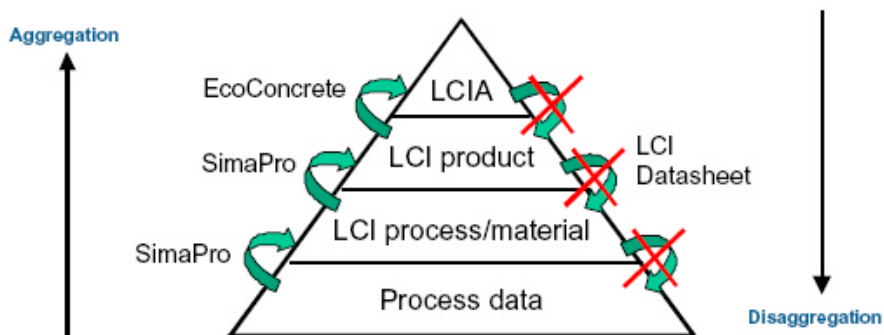 Aggregation
EcoConcrete
LCIA
SimaPro
LCI product
LCI
Datasheet
SimaPro
LCI process/material
Process data
Disaggregation